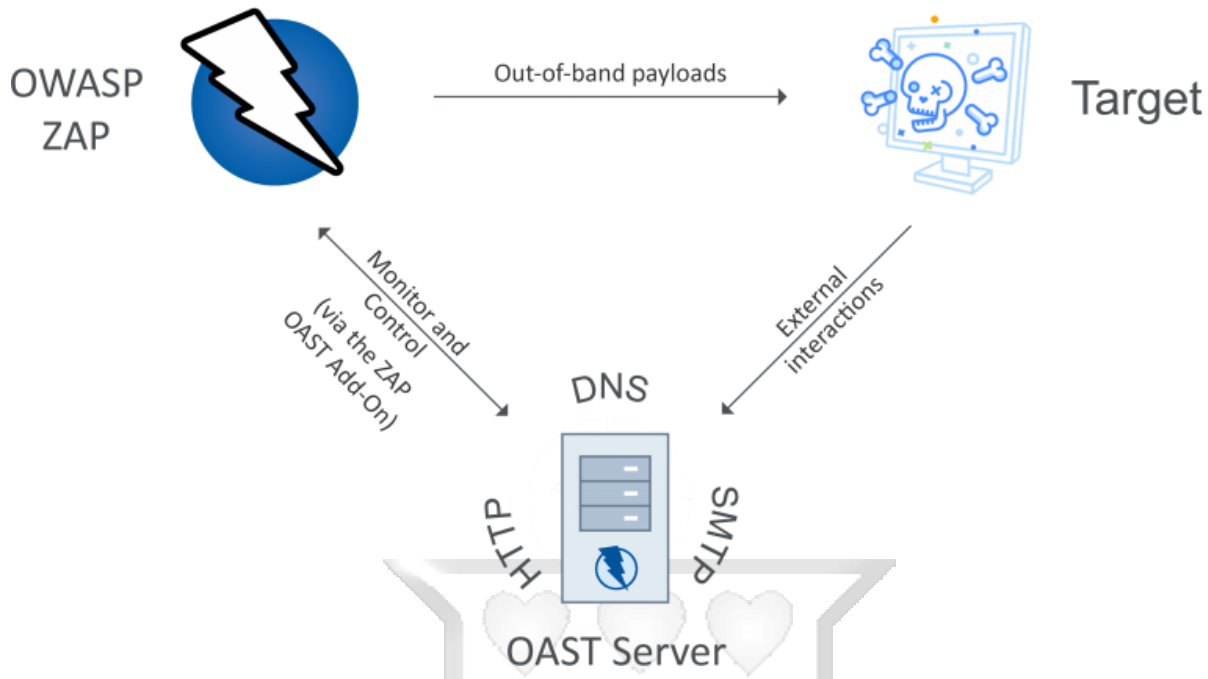 OWASP
ZAP
Out-of-band payloads
Target
Monitor and
Control
(via the ZAP
OAST Add-On)
External
interactions
DNS
HTTP
SMTP
OAST Server